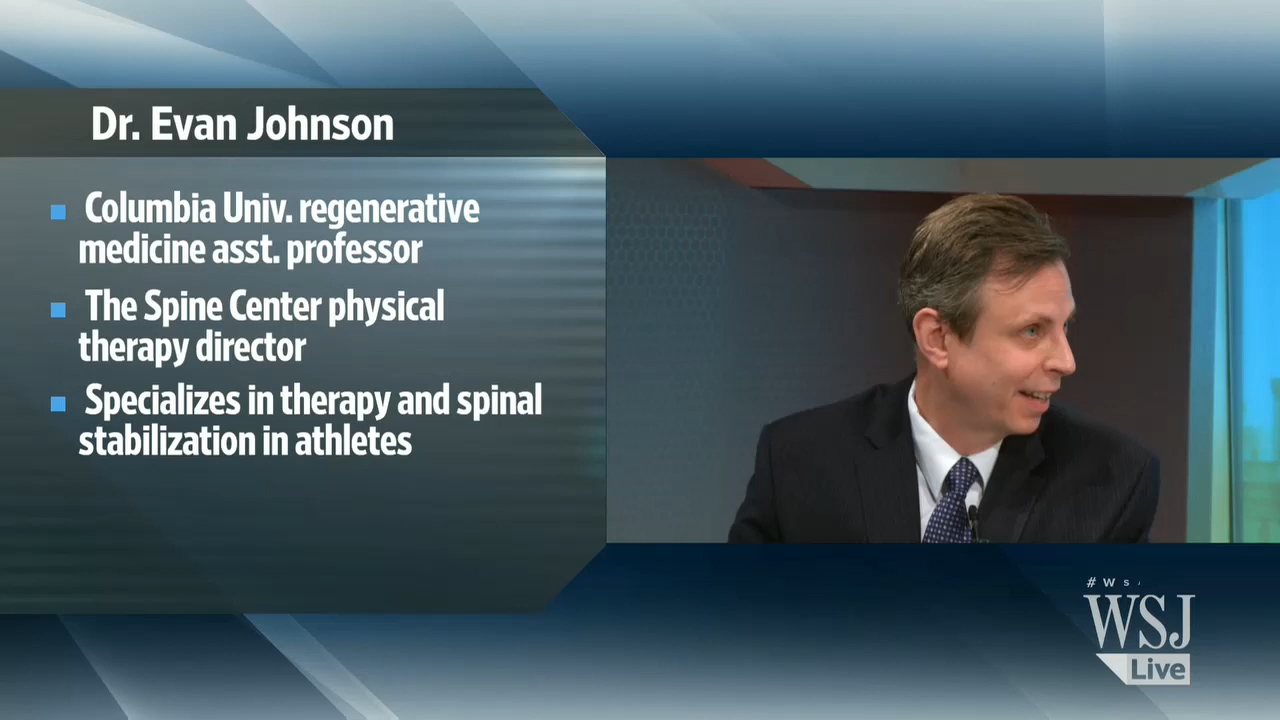 Dr. Evan Johnson
Columbia Univ. regenerative
medicine asst. professor
The Spine Center physical
therapy director
Specializes in therapy and spinal
stabilization in athletes
WSJ
Live